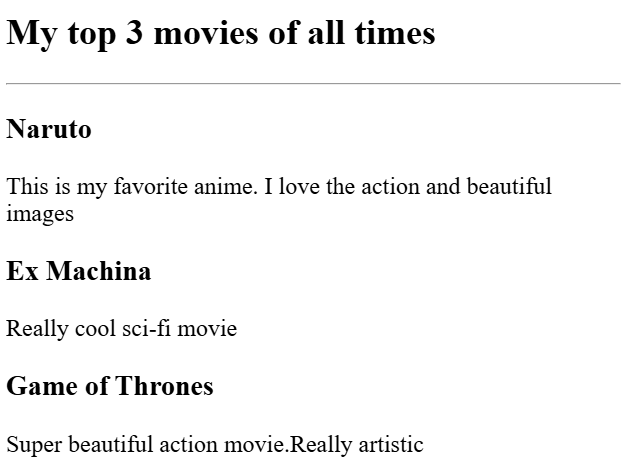 My top 3 movies of all times
Naruto
This is my favorite anime. I love the action and beautiful
images
Ex Machina
Really cool sci-fi movie
Game of Thrones
Super beautiful action movie.Really artistic